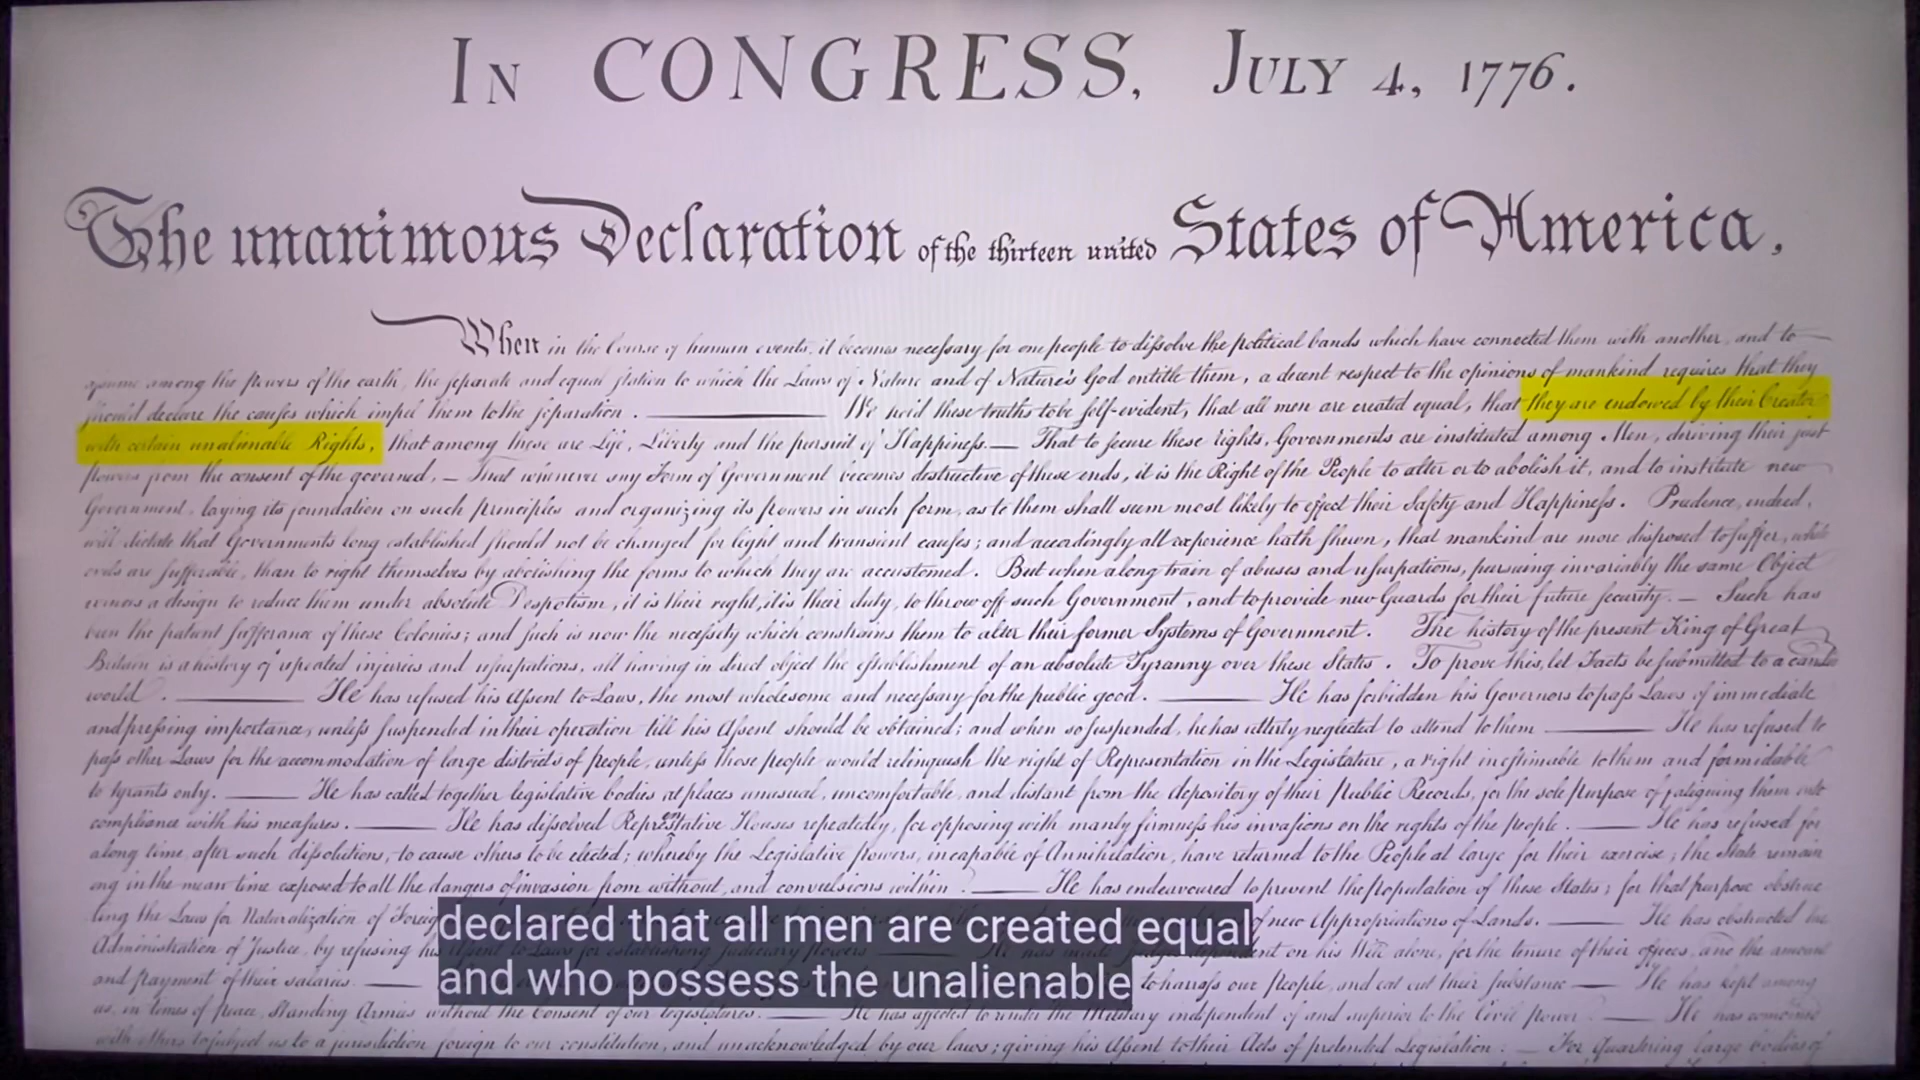 IN CONGRESS, JULY 4, 1776.
The unanimous Declaration of the thirteen united States of America,
When in the Course of human events, it becomes necessary for one people to dissolve the political bands which have connected them with another, and to
assume among the powers of the earth, the separate and equal station to which the Laws of Nature and of Nature's God entitle them, a decent respect to the opinions of mankind requires that they
should declare the causes which impel them to the separation. We hold these truths to be self-evident, that all men are created equal, that they are endowed by their Creator
with certain unalienable Rights, that among these are Life, Liberty and the pursuit of Happiness.— That to secure these rights, Governments are instituted among Men, deriving their just
powers from the consent of the governed, — That whenever any Form of Government becomes destructive of these ends, it is the Right of the People to alter or to abolish it, and to institute new
Government, laying its foundation on such principles and organizing its powers in such form, as to them shall seem most likely to effect their Safety and Happiness. Prudence, indeed,
will dictate that Governments long established should not be changed for light and transient causes; and accordingly all experience hath shewn, that mankind are more disposed to suffer, while
evils are sufferable, than to right themselves by abolishing the forms to which they are accustomed. But when a long train of abuses and usurpations, pursuing invariably the same Object
evinces a design to reduce them under absolute Despotism, it is their right, it is their duty, to throw off such Government, and to provide new Guards for their future security. — Such has
been the patient sufferance of these Colonies; and such is now the necessity which constrains them to alter their former Systems of Government. The history of the present King of Great
Britain is a history of repeated injuries and usurpations, all having in direct object the establishment of an absolute Tyranny over these States. To prove this, let Facts be submitted to a candid
world. He has refused his Assent to Laws, the most wholesome and necessary for the public good. He has forbidden his Governors to pass Laws of immediate
and pressing importance, unless suspended in their operation till his Assent should be obtained; and when so suspended, he has utterly neglected to attend to them He has refused to
pass other Laws for the accommodation of large districts of people, unless those people would relinquish the right of Representation in the Legislature, a right inestimable to them and formidable
to tyrants only. He has called together legislative bodies at places unusual, uncomfortable, and distant from the depository of their Public Records, for the sole purpose of fatiguing them into
compliance with his measures. He has dissolved Representative Houses repeatedly, for opposing with manly firmness his invasions on the rights of the people. He has refused for
a long time, after such dissolutions, to cause others to be elected; whereby the Legislative powers, incapable of Annihilation, have returned to the People at large for their exercise; the State remain
ing in the mean time exposed to all the dangers of invasion from without, and convulsions within. He has endeavoured to prevent the population of these States; for that purpose obstruc
ting the Laws for Naturalization of Foreig of new Appropriations of Lands. He has obstructed the
Administration of Justice, by refusing his Assent to Laws for establishing Judiciary powers He has made Judges dependent on his Will alone, for the tenure of their offices, and the amount
and payment of their salaries. to harrass our people, and eat out their substance He has kept among
us, in times of peace, Standing Armies without the Consent of our legislatures. He has affected to render the Military independent of and superior to the Civil power. He has combined
with others to subject us to a jurisdiction foreign to our constitution, and unacknowledged by our laws; giving his Assent to their Acts of pretended Legislation: For Quartering large bodies of
declared that all men are created equal
and who possess the unalienable